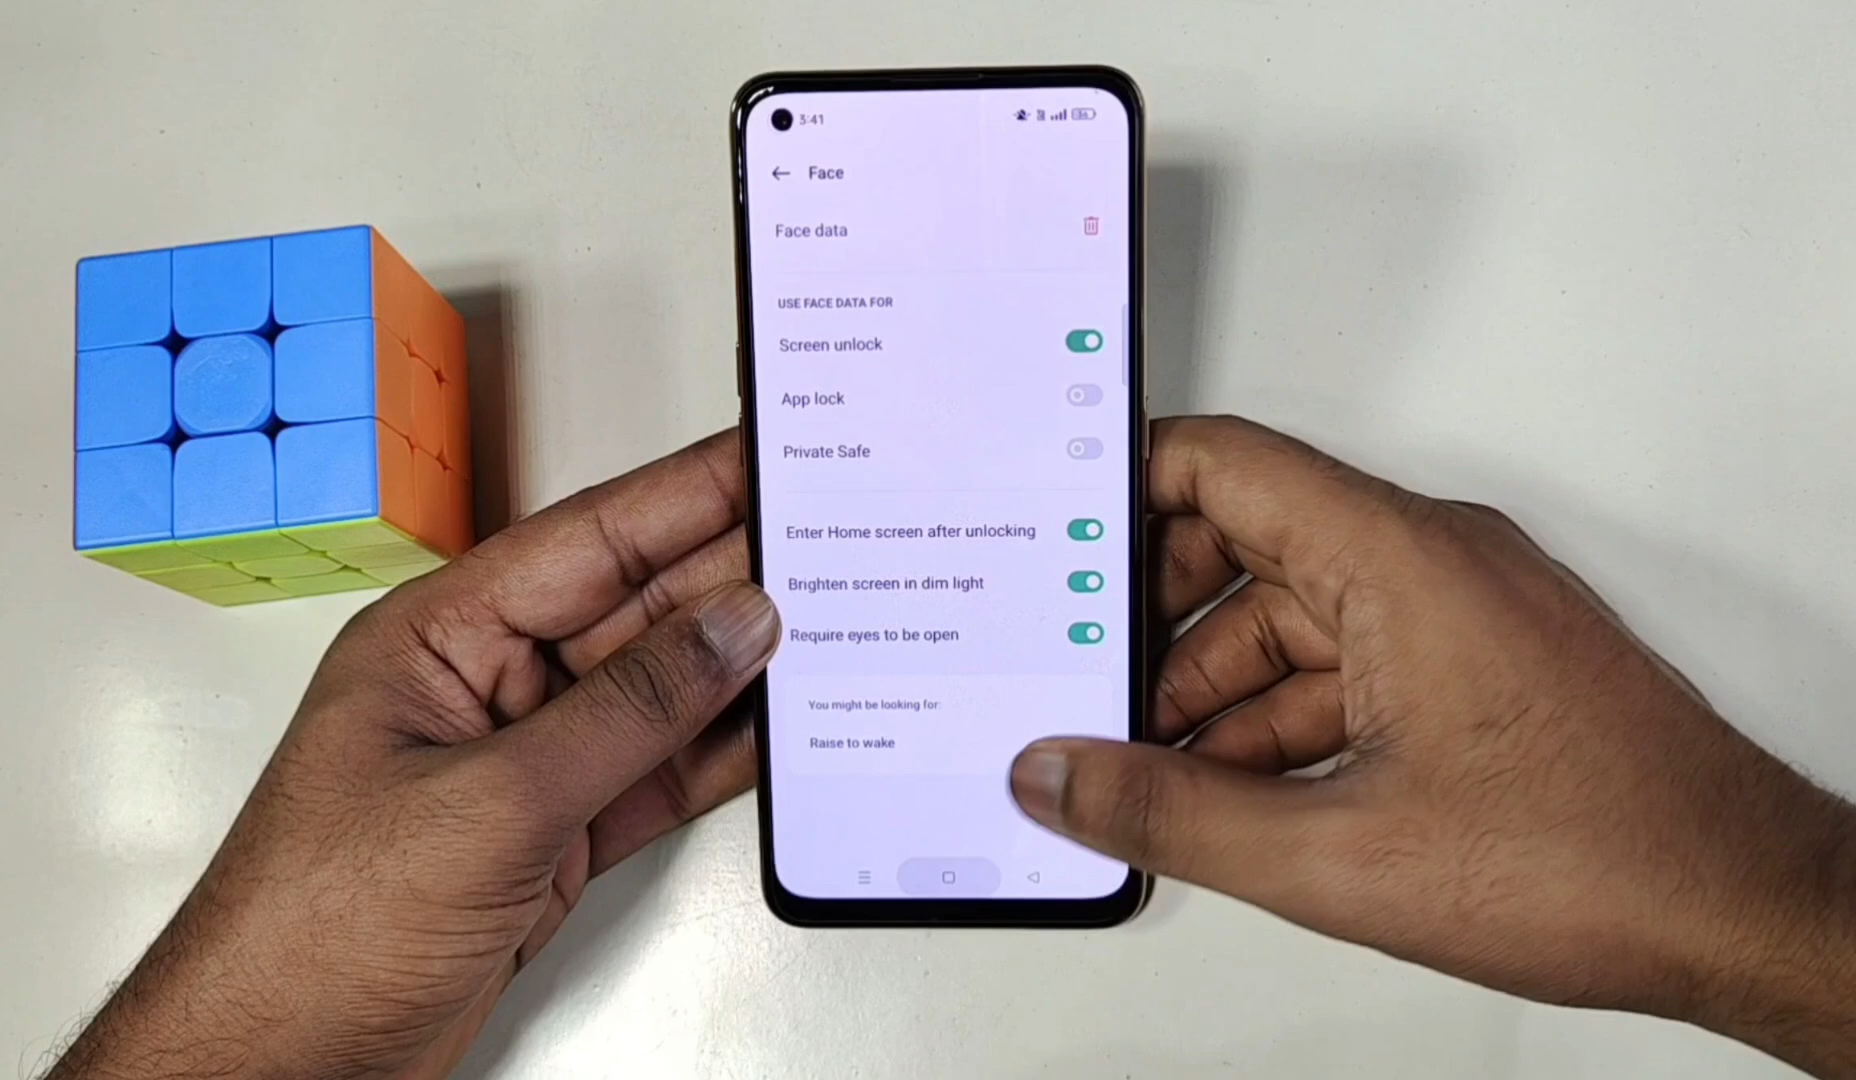 3:41
Face
Face data
USE FACE DATA FOR
Screen unlock
App lock
Private Safe
Enter Home screen after unlocking
Brighten screen in dim light
Require eyes to be open
You might be looking for:
Raise to wake